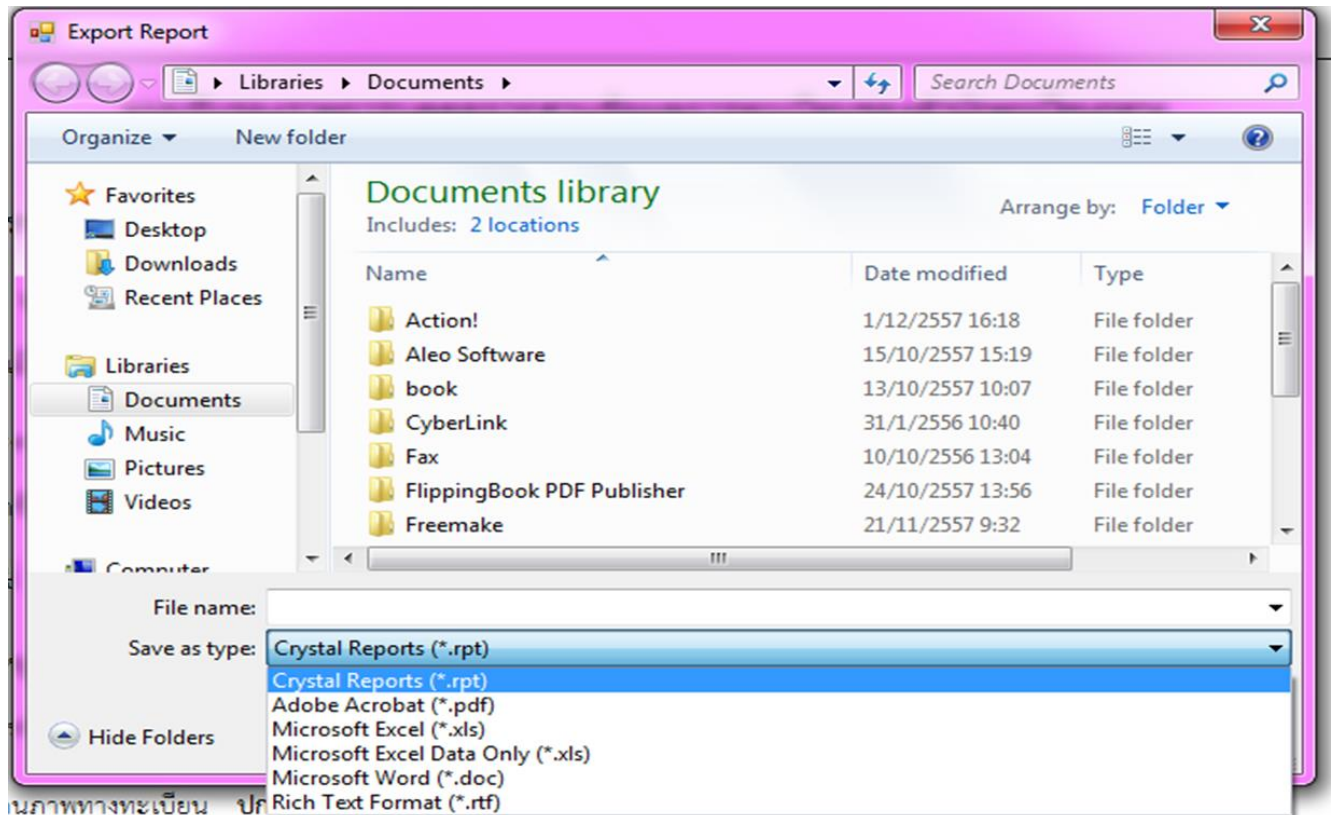 Export Report
Libraries Documents
Search Documents
Organize New folder
Favorites
Desktop
Downloads
Recent Places
Libraries
Documents
Music
Pictures
Videos
Computer
Documents library
Includes: 2 locations
Arrange by: Folder
Name Date modified Type
Action! 1/12/2557 16:18 File folder
Aleo Software 15/10/2557 15:19 File folder
book 13/10/2557 10:07 File folder
CyberLink 31/1/2556 10:40 File folder
Fax 10/10/2556 13:04 File folder
FlippingBook PDF Publisher 24/10/2557 13:56 File folder
Freemake 21/11/2557 9:32 File folder
File name:
Save as type: Crystal Reports (*.rpt)
Crystal Reports (*.rpt)
Adobe Acrobat (*.pdf)
Microsoft Excel (*.xls)
Microsoft Excel Data Only (*.xls)
Microsoft Word (*.doc)
Rich Text Format (*.rtf)
Hide Folders